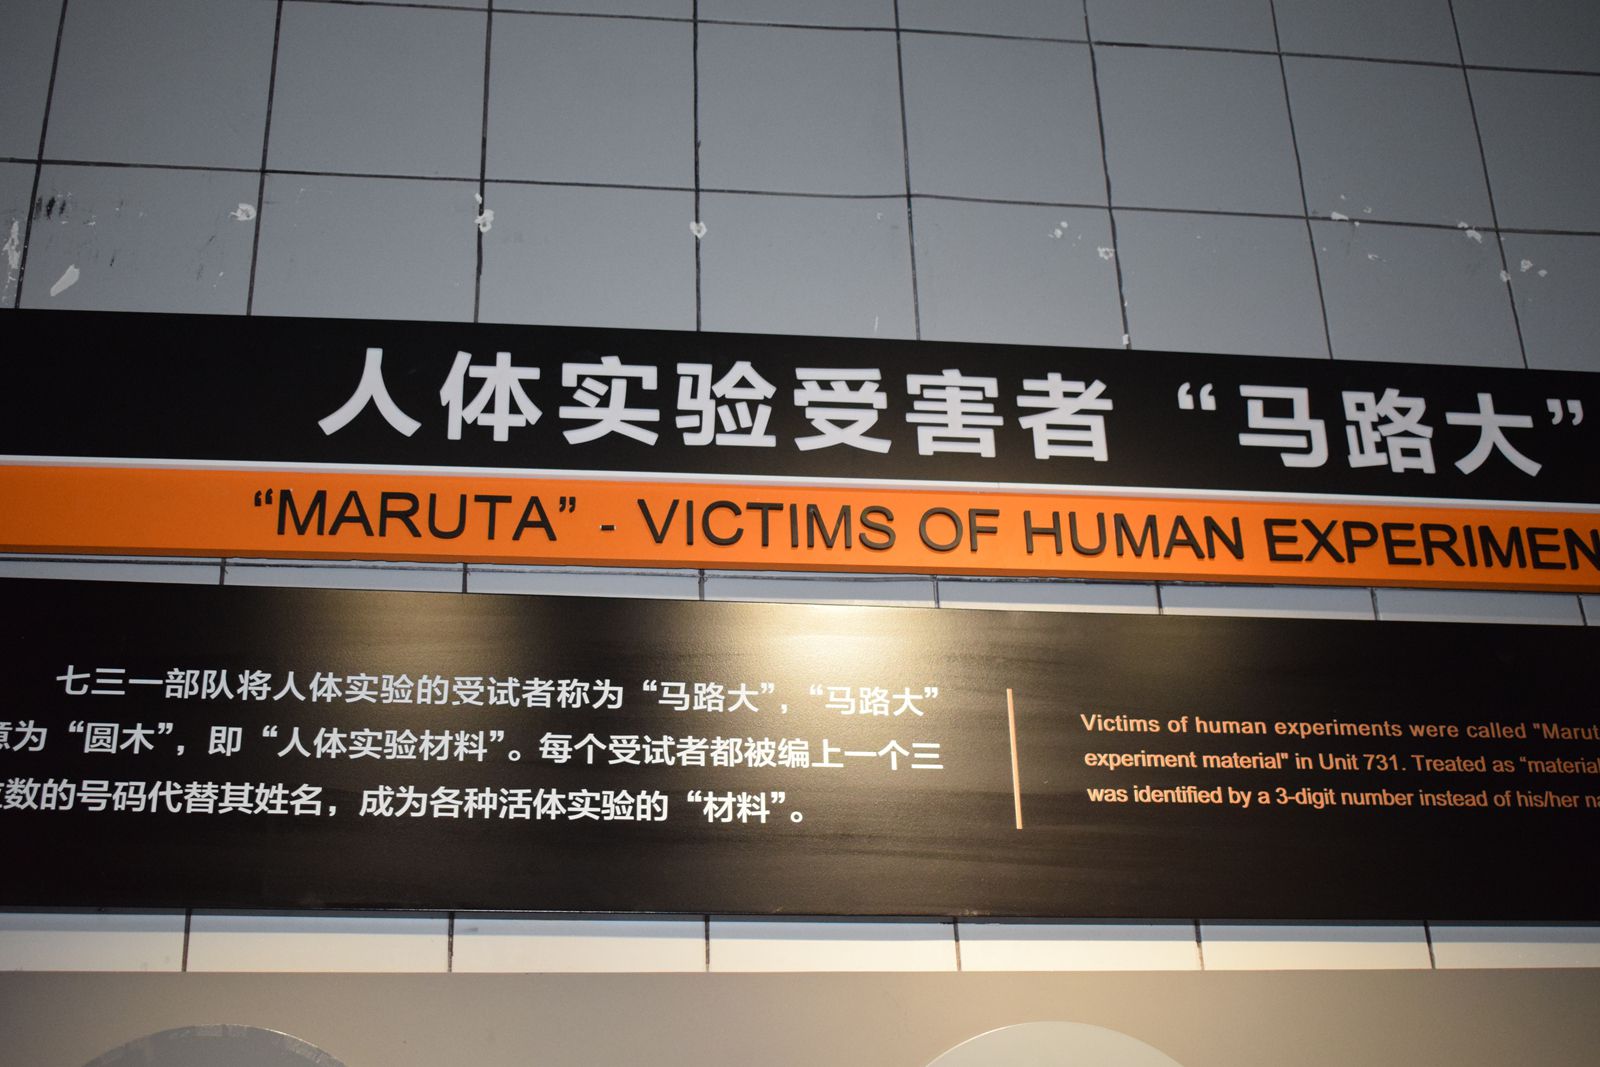 人体实验受害者“马路大”
“MARUTA” - VICTIMS OF HUMAN
七三一部队将人体实验的受试者称为“马路大”，“马路大”
意为“圆木”，即“人体实验材料”。每个受试者都被编上一个三
位数的号码代替其姓名，成为各种活体实验的“材料”。
Victims of human experiments were called
experiment material" in Unit 731. Treated as “material
was identified by a 3-digit number instead of his/her